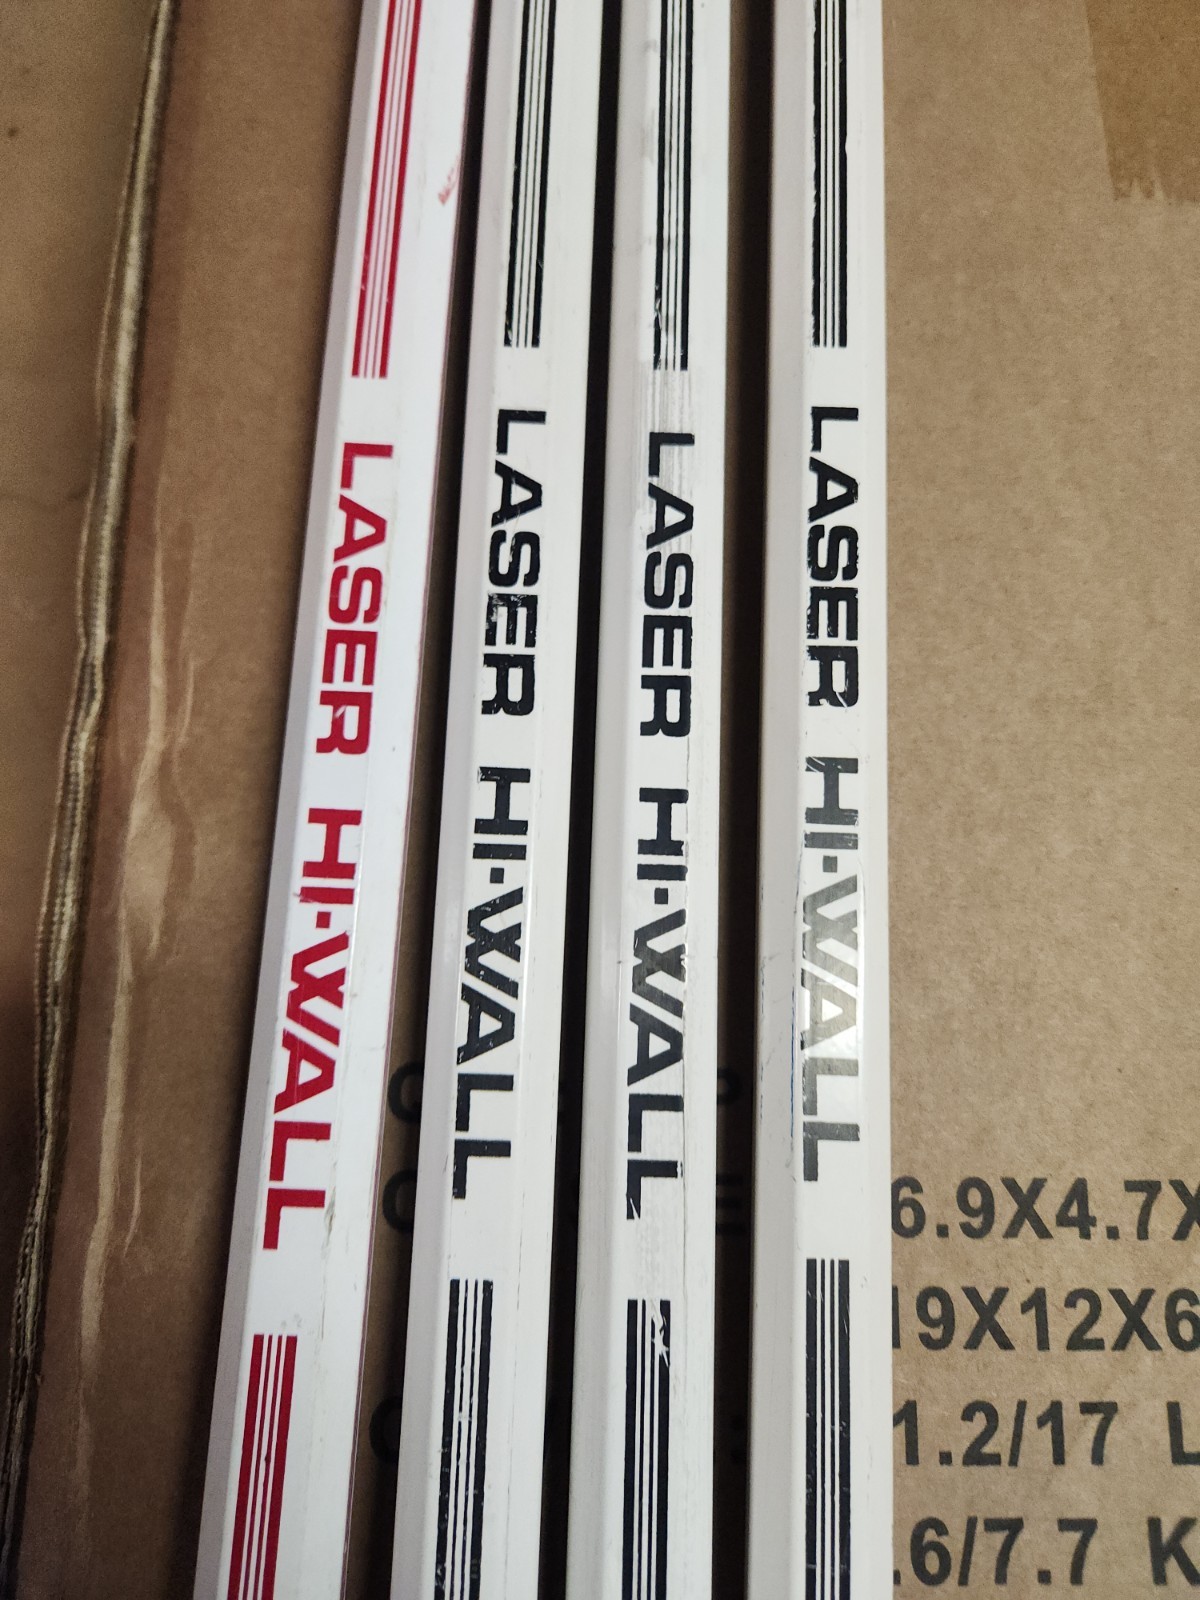 LASER HI-WALL
LASER HI-WALL
LASER HI-WALL
LASER HI-WALL
6.9X4.7X
19X12X6
1.2/17 L
.6/7.7 K